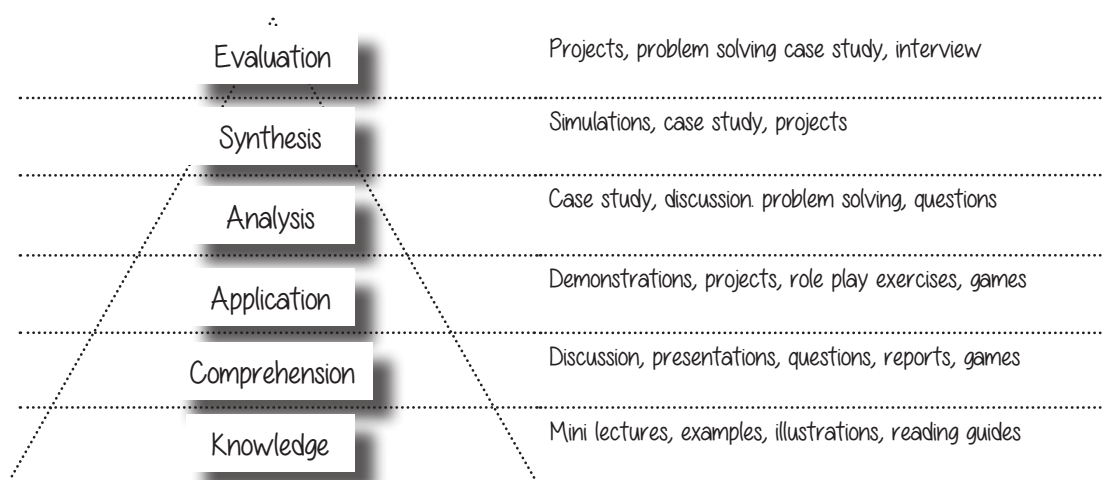 Evaluation
Projects, problem solving case study, interview
Synthesis
Simulations, case study, projects
Analysis
Case study, discussion. problem solving, questions
Application
Demonstrations, projects, role play exercises, games
Comprehension
Discussion, presentations, questions, reports, games
Knowledge
Mini lectures, examples, illustrations, reading guides